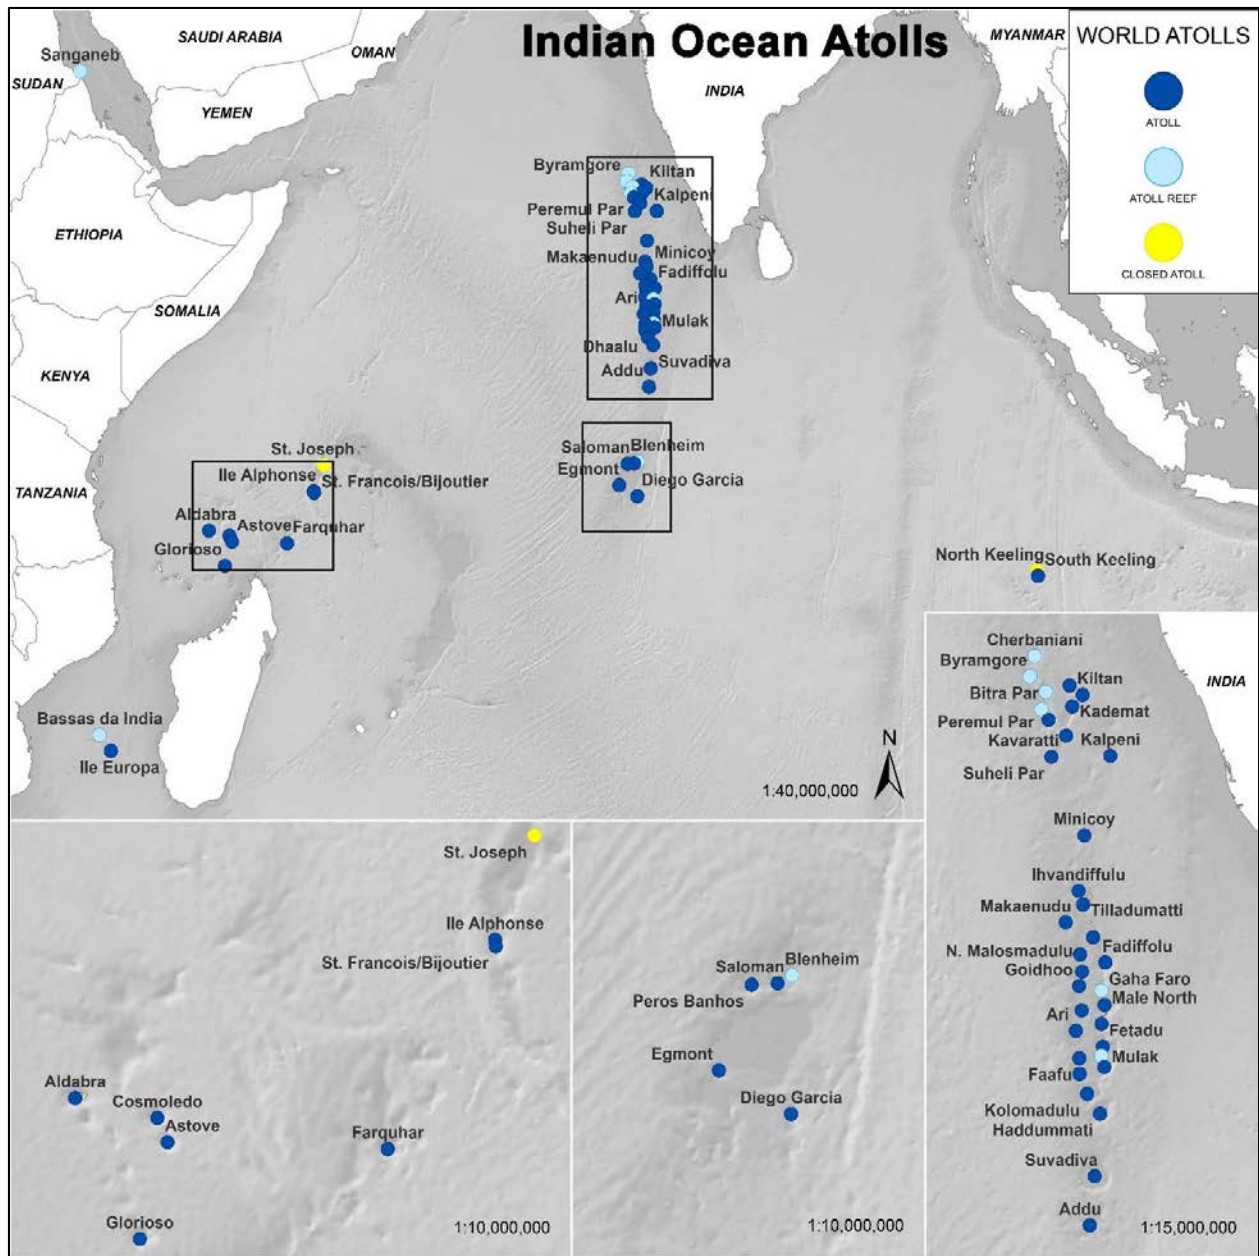 Indian Ocean Atolls
WORLD ATOLLS
ATOLL
ATOLL REEF
CLOSED ATOLL
SAUDI ARABIA
OMAN
MYANMAR
Sanganeb
SUDAN
YEMEN
INDIA
ETHIOPIA
SOMALIA
KENYA
TANZANIA
Byramgore
Kiltan
Kalpeni
Peremul Par
Suheli Par
Makaenudu
Minicoy
Fadiffolu
Ari
Mulak
Dhaalu
Suvadiva
Addu
St. Joseph
Ile Alphonse
St. Francois/Bijoutier
Aldabra
Astove
Farquhar
Glorioso
Saloman
Blenheim
Egmont
Diego Garcia
North Keeling
South Keeling
Bassas da India
Ile Europa
N
1:40,000,000
St. Joseph
Ile Alphonse
St. Francois/Bijoutier
Aldabra
Cosmoledo
Astove
Farquhar
Glorioso
1:10,000,000
Saloman
Blenheim
Peros Banhos
Egmont
Diego Garcia
1:10,000,000
Cherbaniani
Byramgore
INDIA
Bitra Par
Kiltan
Peremul Par
Kademat
Kavaratti
Kalpeni
Suheli Par
Minicoy
Ihvandiffulu
Makaenudu
Tilladumatti
N. Malosmadulu
Fadiffolu
Goidhoo
Gaha Faro
Male North
Ari
Fetadu
Mulak
Faafu
Kolomadulu
Haddummati
Suvadiva
Addu
1:15,000,000